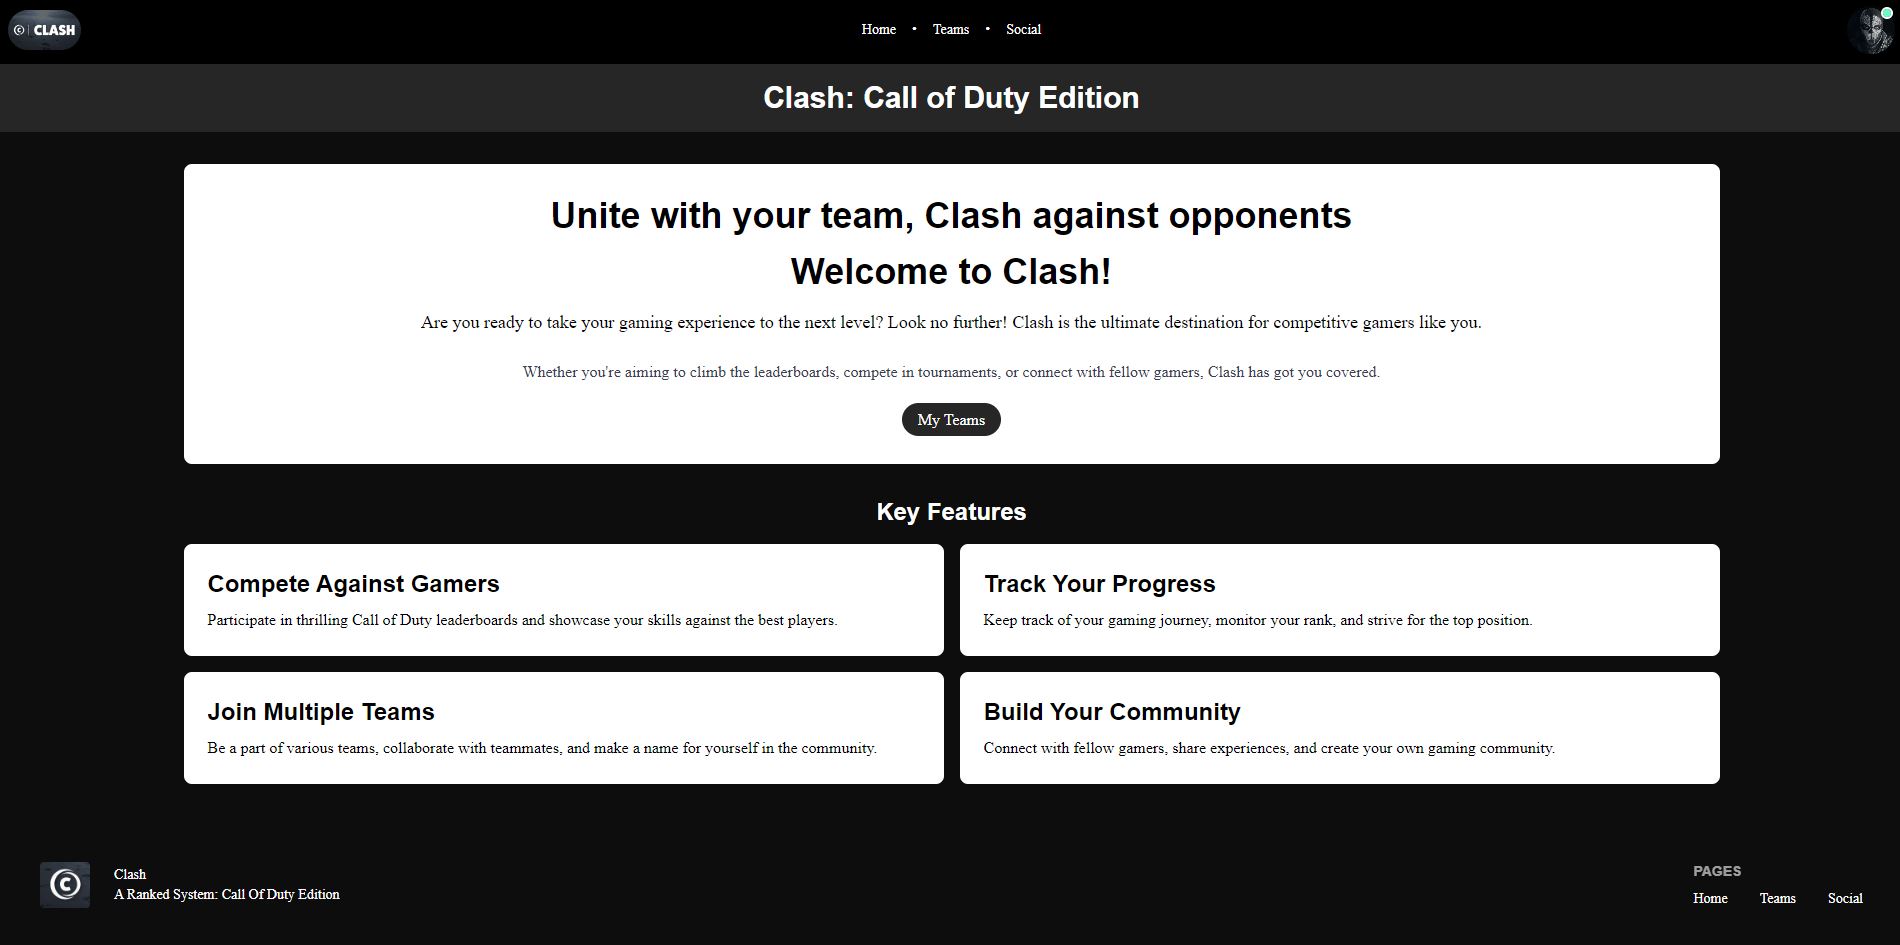 © | CLASH
Home • Teams • Social
Clash: Call of Duty Edition
Unite with your team, Clash against opponents
Welcome to Clash!
Are you ready to take your gaming experience to the next level? Look no further! Clash is the ultimate destination for competitive gamers like you.
Whether you're aiming to climb the leaderboards, compete in tournaments, or connect with fellow gamers, Clash has got you covered.
My Teams
Key Features
Compete Against Gamers
Participate in thrilling Call of Duty leaderboards and showcase your skills against the best players.
Track Your Progress
Keep track of your gaming journey, monitor your rank, and strive for the top position.
Join Multiple Teams
Be a part of various teams, collaborate with teammates, and make a name for yourself in the community.
Build Your Community
Connect with fellow gamers, share experiences, and create your own gaming community.
©
Clash
A Ranked System: Call Of Duty Edition
PAGES
Home Teams Social